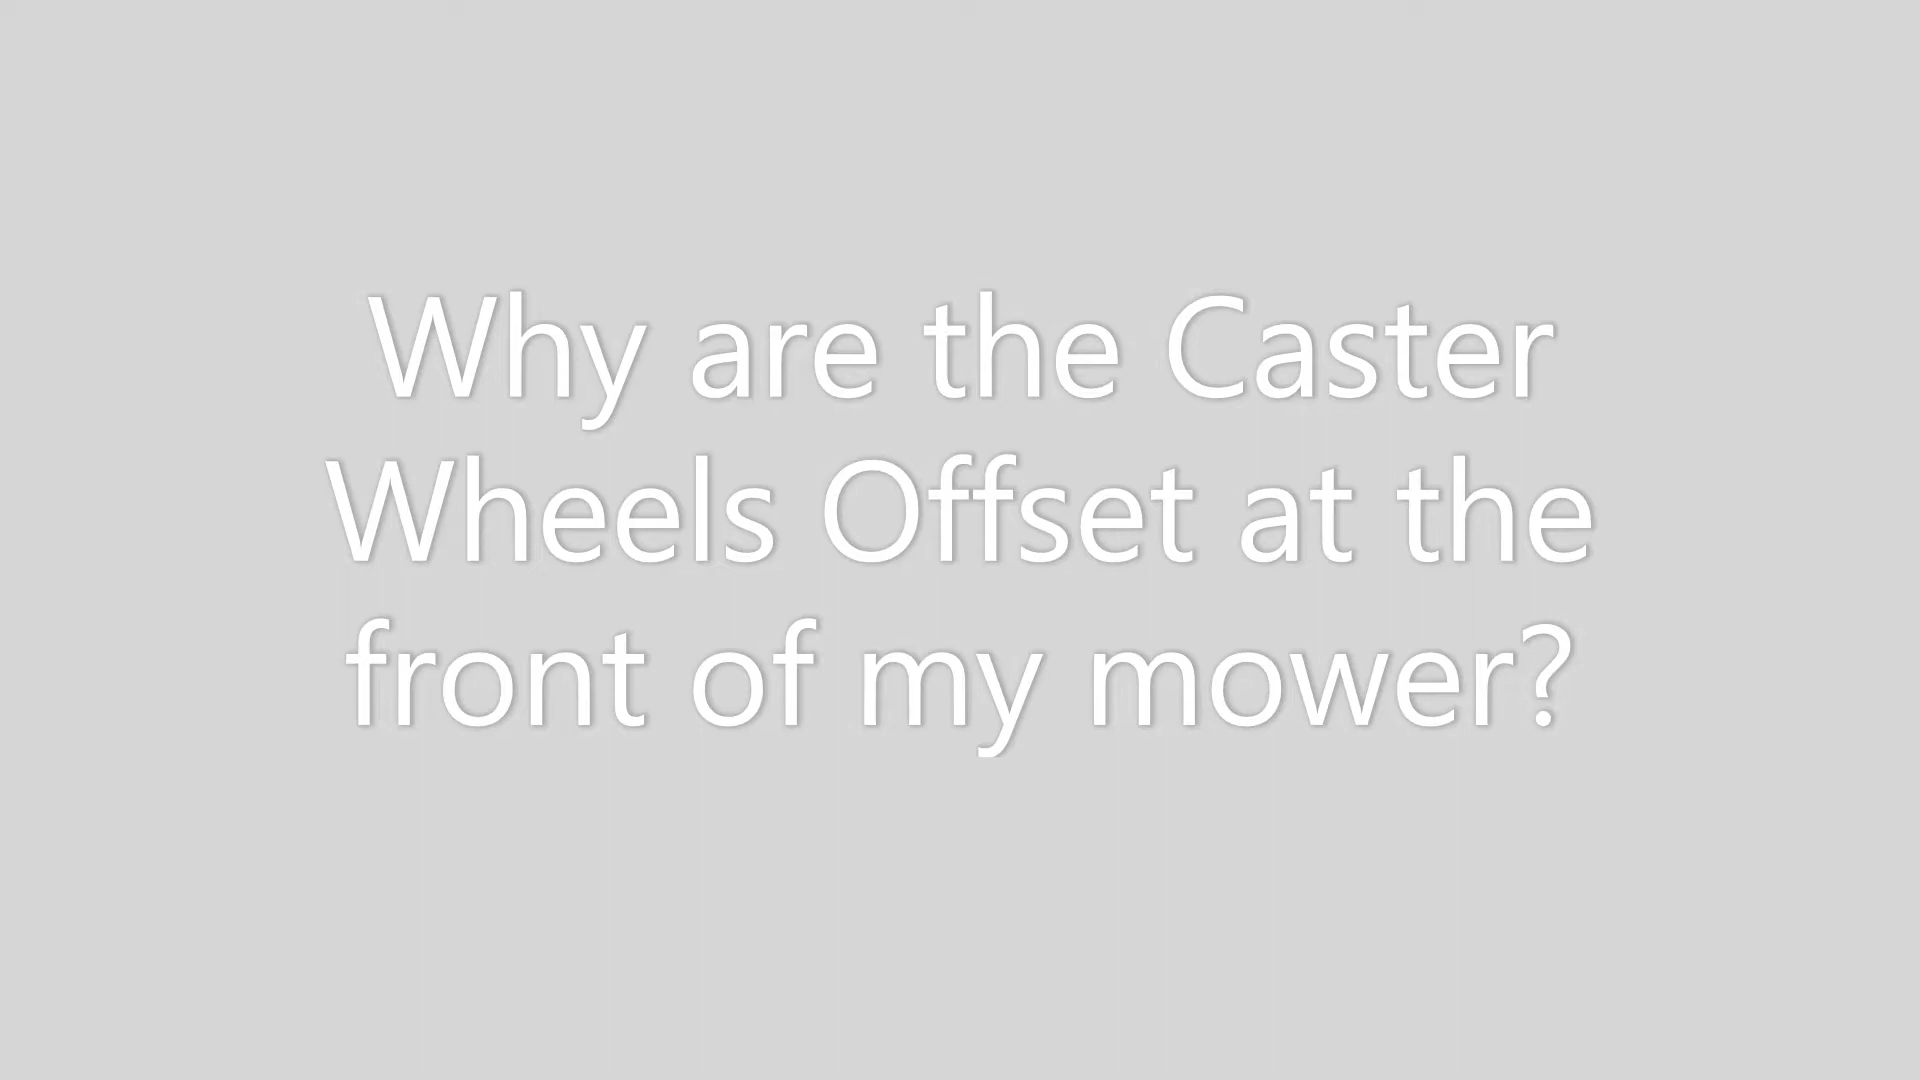 Why are the Caster
Wheels Offset at the
front of my mower?